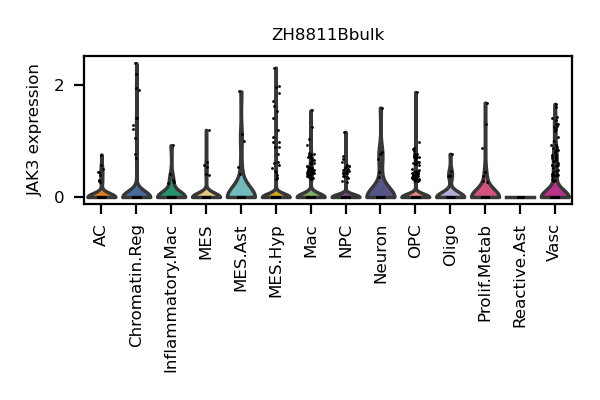 ZH8811Bbulk
JAK3 expression
2
0
AC
Chromatin.Reg
Inflammatory.Mac
MES
MES.Ast
MES.Hyp
Mac
NPC
Neuron
OPC
Oligo
Prolif.Metab
Reactive.Ast
Vasc